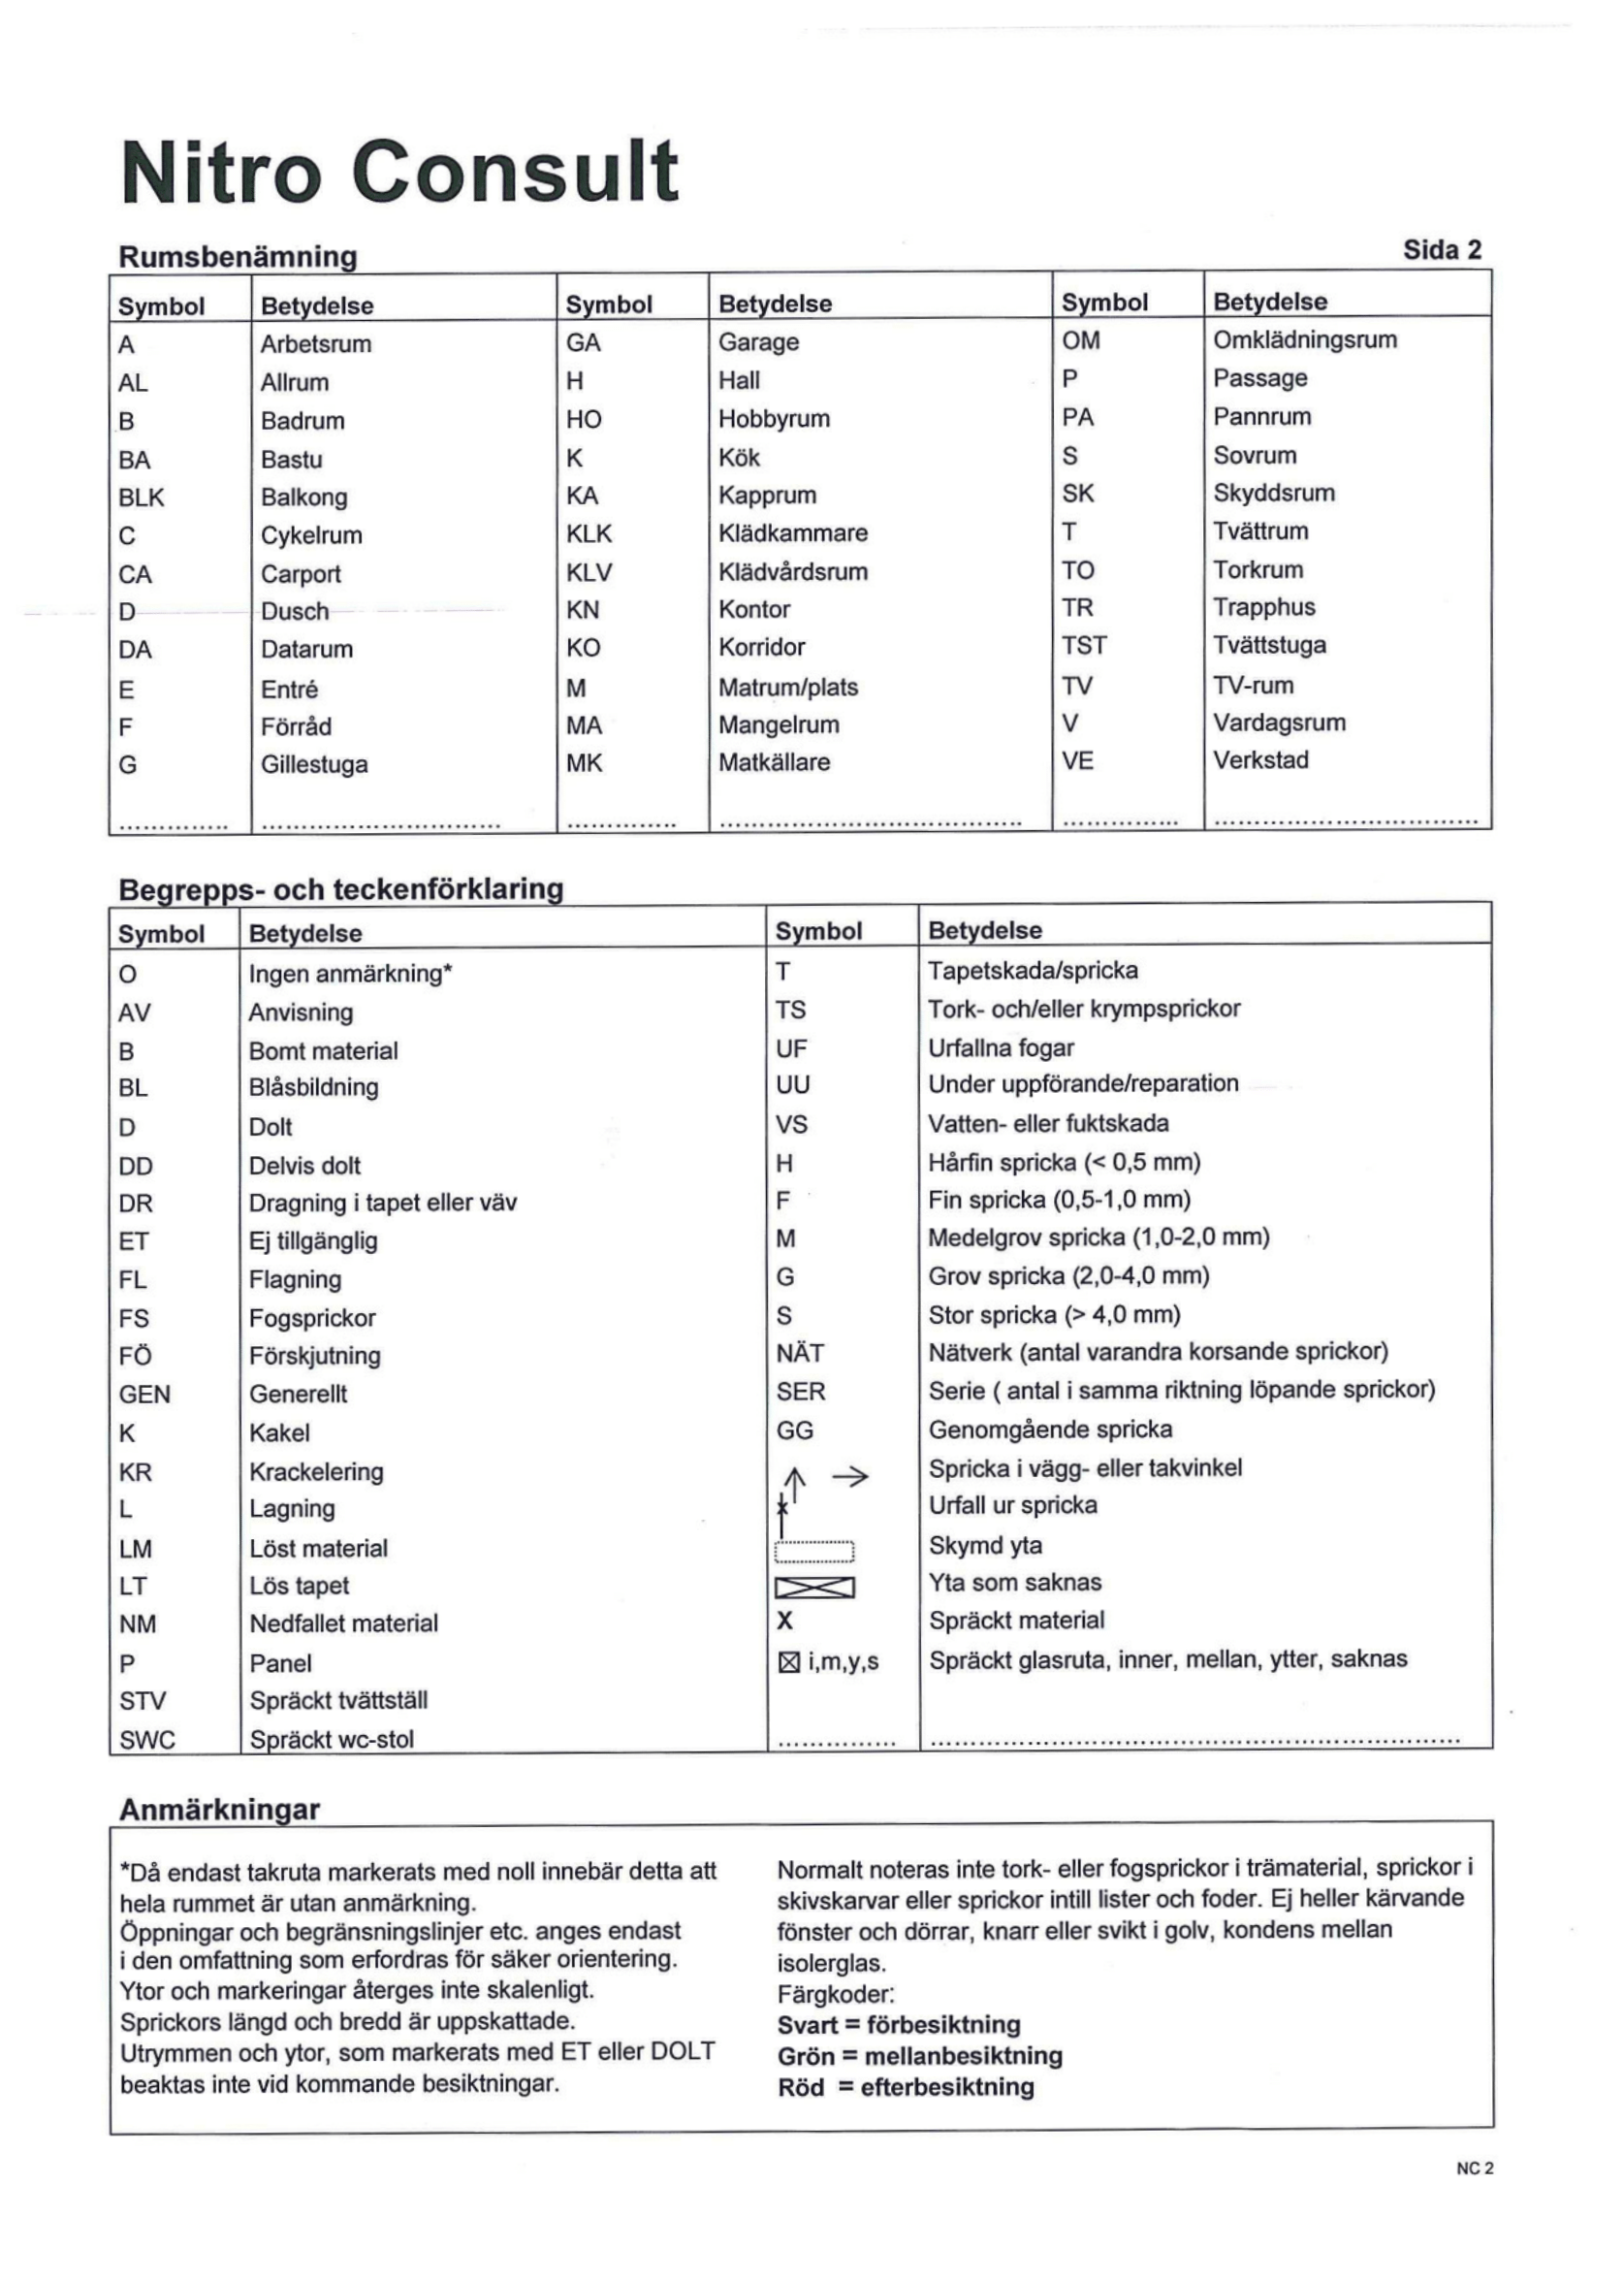 Nitro Consult
Rumsbenämning
Sida 2
Symbol Betydelse Symbol Betydelse Symbol Betydelse
A Arbetsrum GA Garage OM Omklädningsrum
AL Allrum H Hall P Passage
B Badrum HO Hobbyrum PA Pannrum
BA Bastu K Kök S Sovrum
BLK Balkong KA Kapprum SK Skyddsrum
C Cykelrum KLK Klädkammare T Tvättrum
CA Carport KLV Klädvårdsrum TO Torkrum
D Dusch KN Kontor TR Trapphus
DA Datarum KO Korridor TST Tvättstuga
E Entré M Matrum/plats TV TV-rum
F Förråd MA Mangelrum V Vardagsrum
G Gillestuga MK Matkällare VE Verkstad
Begrepps- och teckenförklaring
Symbol Betydelse Symbol Betydelse
O Ingen anmärkning* T Tapetskada/spricka
AV Anvisning TS Tork- och/eller krympsprickor
B Bomt material UF Urfallna fogar
BL Blåsbildning UU Under uppförande/reparation
D Dolt VS Vatten- eller fuktskada
DD Delvis dolt H Hårfin spricka (< 0,5 mm)
DR Dragning i tapet eller väv F Fin spricka (0,5-1,0 mm)
ET Ej tillgänglig M Medelgrov spricka (1,0-2,0 mm)
FL Flagning G Grov spricka (2,0-4,0 mm)
FS Fogsprickor S Stor spricka (> 4,0 mm)
FÖ Förskjutning NÄT Nätverk (antal varandra korsande sprickor)
GEN Generellt SER Serie ( antal i samma riktning löpande sprickor)
K Kakel GG Genomgående spricka
KR Krackelering ↑ → Spricka i vägg- eller takvinkel
L Lagning x Urfall ur spricka
LM Löst material Skymd yta
LT Lös tapet Yta som saknas
NM Nedfallet material X Spräckt material
P Panel ☒ i,m,y,s Spräckt glasruta, inner, mellan, ytter, saknas
STV Spräckt tvättställ
SWC Spräckt wc-stol
Anmärkningar
*Då endast takruta markerats med noll innebär detta att
hela rummet är utan anmärkning.
Öppningar och begränsningslinjer etc. anges endast
i den omfattning som erfordras för säker orientering.
Ytor och markeringar återges inte skalenligt.
Sprickors längd och bredd är uppskattade.
Utrymmen och ytor, som markerats med ET eller DOLT
beaktas inte vid kommande besiktningar.
Normalt noteras inte tork- eller fogsprickor i trämaterial, sprickor i
skivskarvar eller sprickor intill lister och foder. Ej heller kärvande
fönster och dörrar, knarr eller svikt i golv, kondens mellan
isolerglas.
Färgkoder:
Svart = förbesiktning
Grön = mellanbesiktning
Röd = efterbesiktning
NC 2